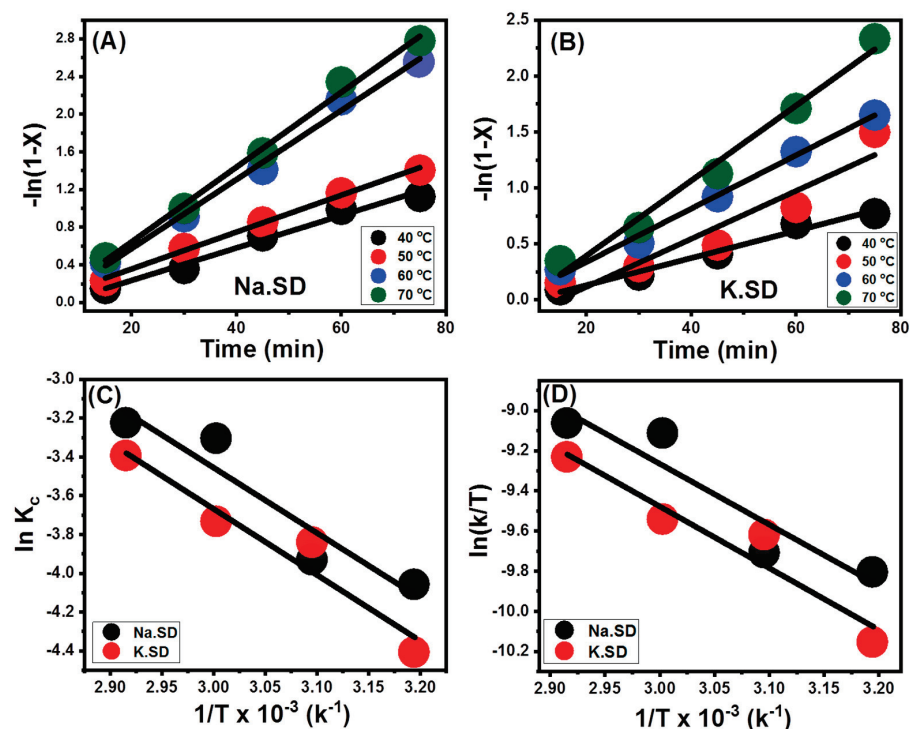 (A)
-ln(1-X)
2.8
2.4
2.0
1.6
1.2
0.8
0.4
0.0
20
40
60
80
Time (min)
Na.SD
40 ºC
50 ºC
60 ºC
70 ºC
(B)
-ln(1-X)
-2.5
-2.0
-1.5
-1.0
-0.5
-0.0
20
40
60
80
Time (min)
K.SD
40 ºC
50 ºC
60 ºC
70 ºC
(C)
ln K_C
-3.0
-3.2
-3.4
-3.6
-3.8
-4.0
-4.2
-4.4
2.90
2.95
3.00
3.05
3.10
3.15
3.20
1/T x 10⁻³ (k⁻¹)
Na.SD
K.SD
(D)
ln(k/T)
-9.0
-9.2
-9.4
-9.6
-9.8
-10.0
-10.2
2.90
2.95
3.00
3.05
3.10
3.15
3.20
1/T x 10⁻³ (k⁻¹)
Na.SD
K.SD